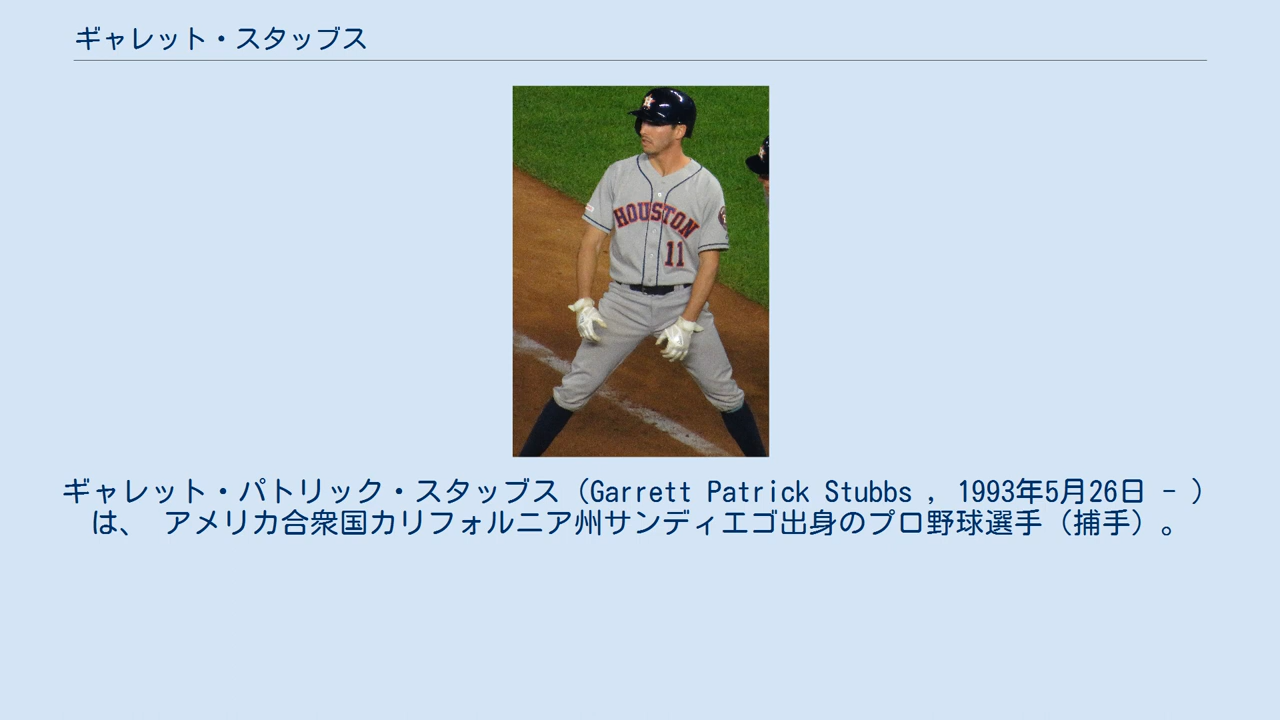 ギャレット・スタッブス
HOUSTON
11
ギャレット・パトリック・スタッブス（Garrett Patrick Stubbs , 1993年5月26日 - ）
は、 アメリカ合衆国カリフォルニア州サンディエゴ出身のプロ野球選手（捕手）。